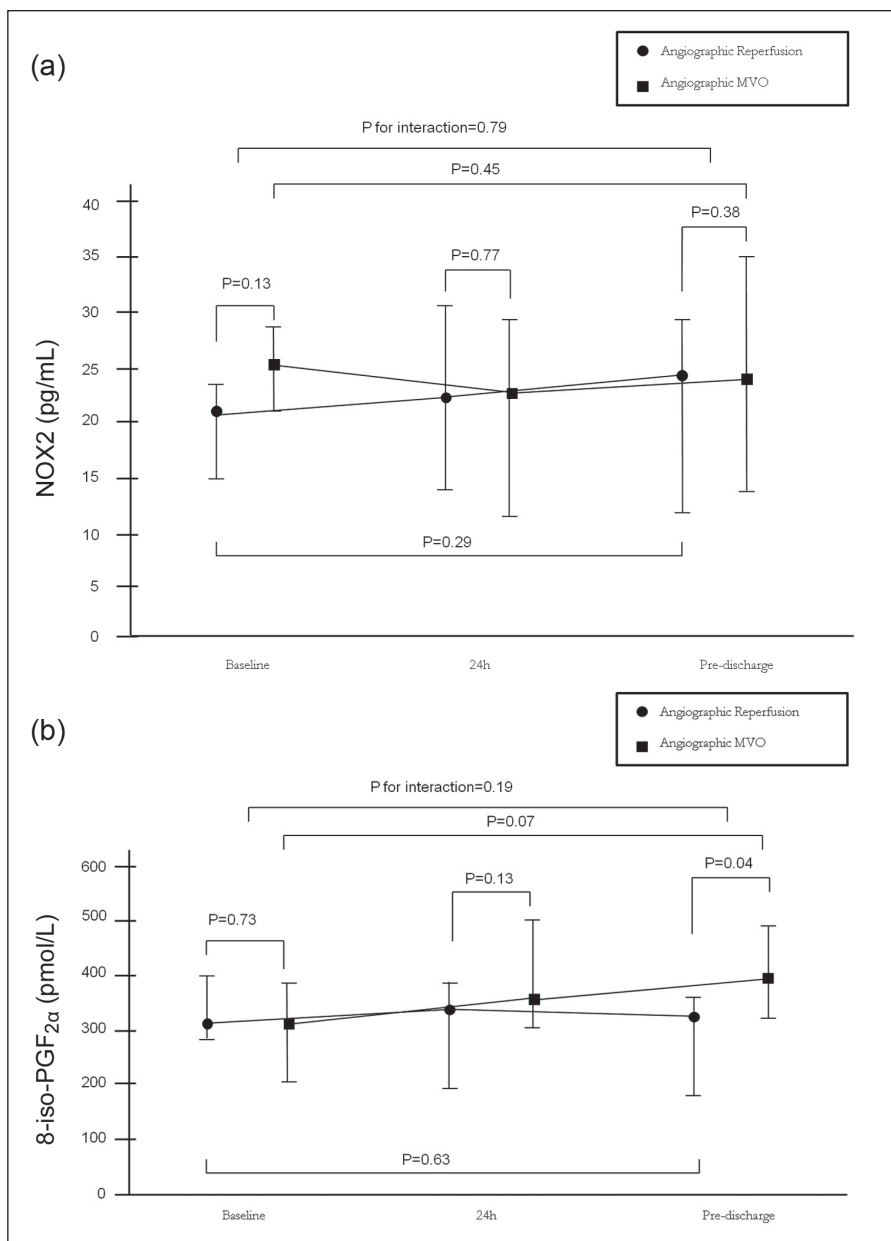 (a)
Angiographic Reperfusion
Angiographic MVO
P for interaction=0.79
P=0.45
P=0.38
P=0.77
P=0.13
40
35
30
25
20
15
10
5
0
NOX2 (pg/mL)
P=0.29
Baseline 24h Pre-discharge
(b)
Angiographic Reperfusion
Angiographic MVO
P for interaction=0.19
P=0.07
P=0.04
P=0.13
P=0.73
600
500
400
300
200
100
0
8-iso-PGF2α (pmol/L)
P=0.63
Baseline 24h Pre-discharge